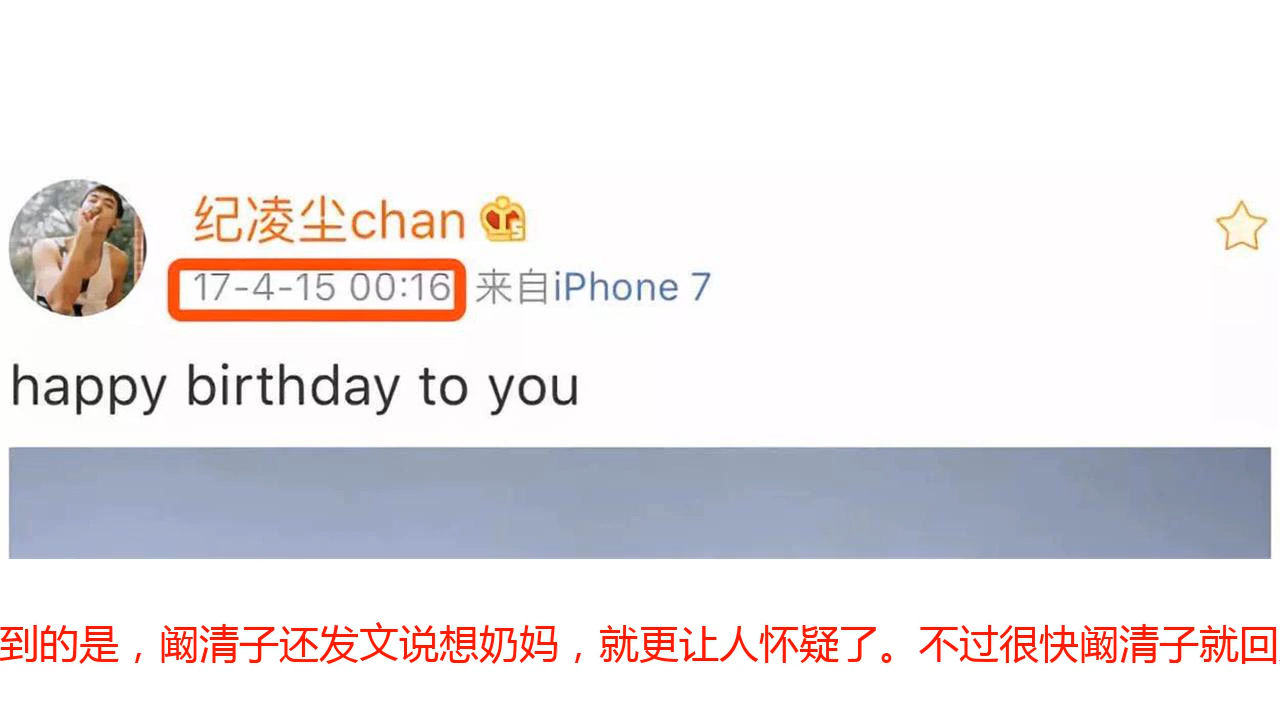 纪凌尘chan
17-4-15 00:16 来自iPhone 7
happy birthday to you
到的是，阚清子还发文说想奶妈，就更让人怀疑了。不过很快阚清子就回